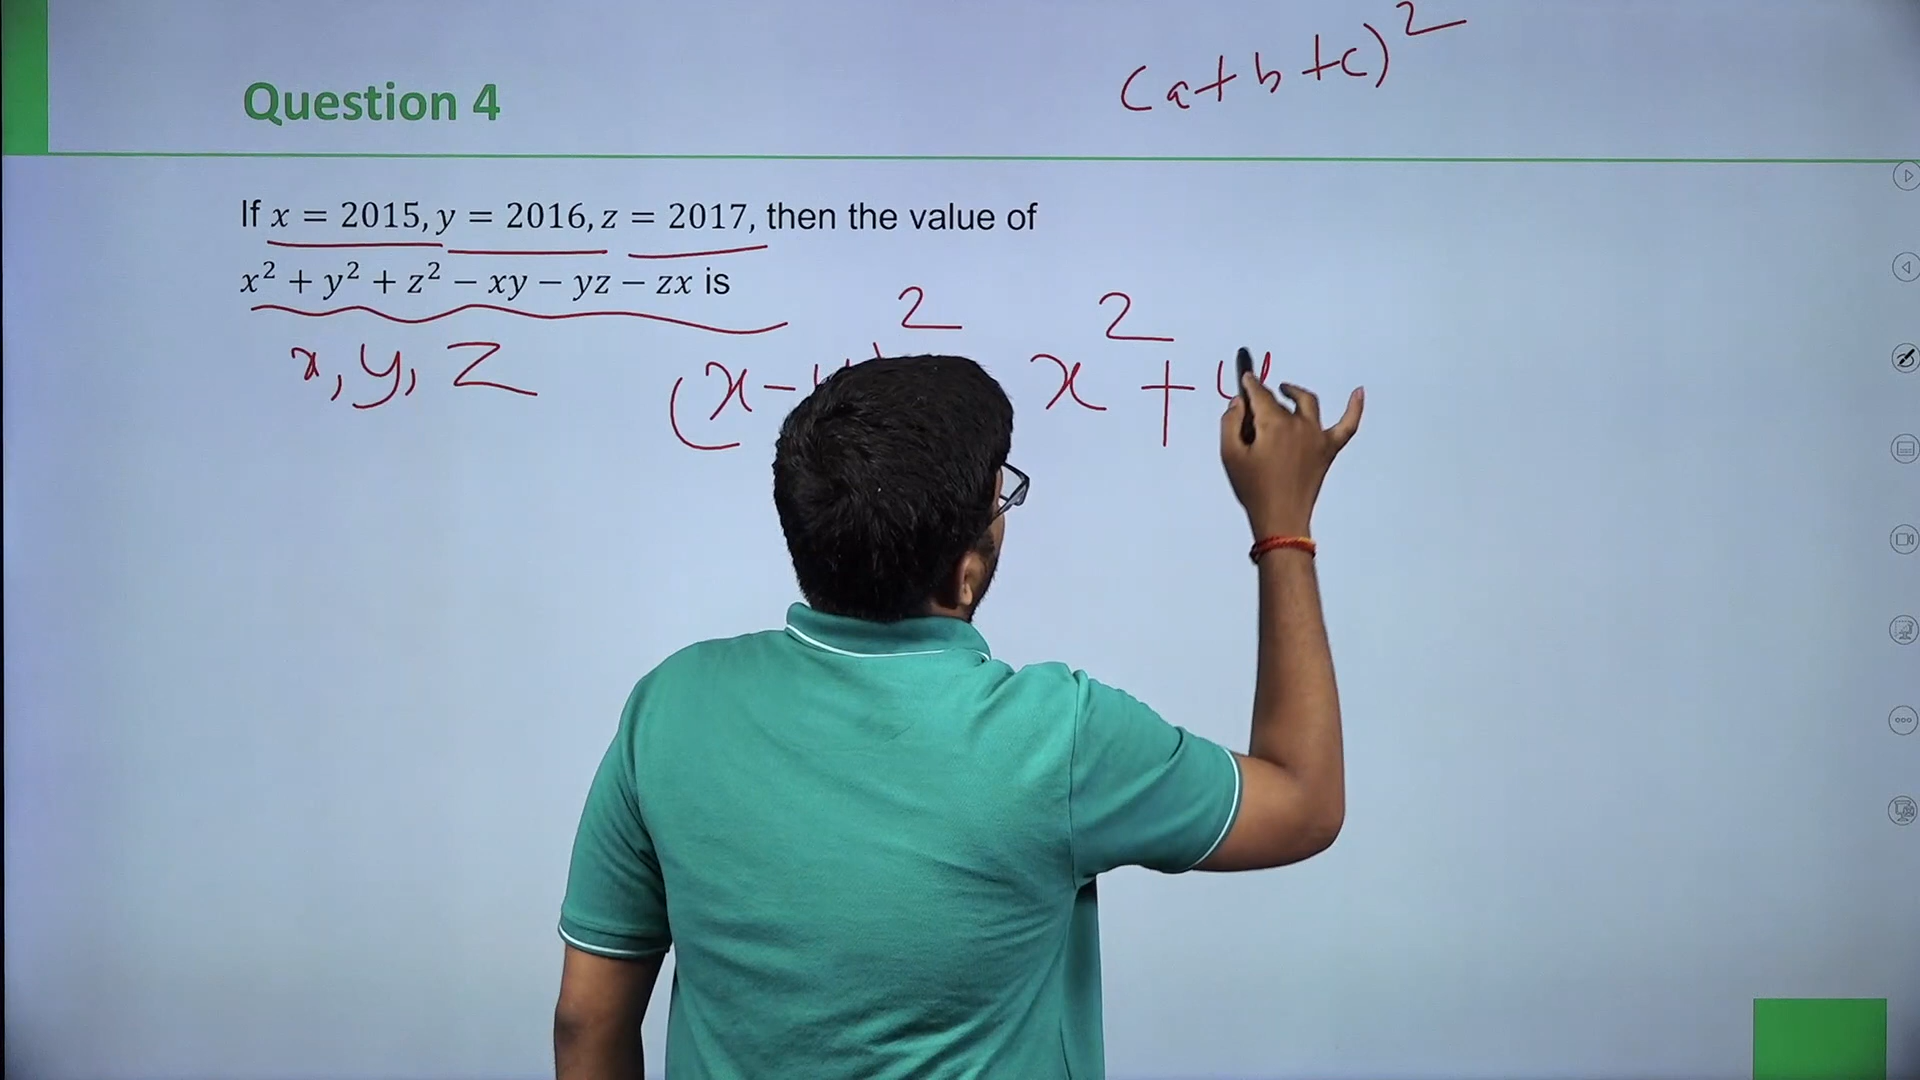 (a+b+c)²
Question 4
If x = 2015, y = 2016, z = 2017, then the value of
x² + y² + z² − xy − yz − zx is
x, y, z (x-y)² x² + y